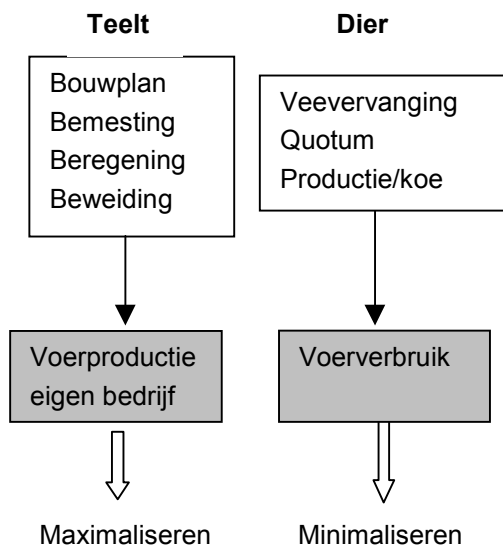 Teelt
Bouwplan
Bemesting
Beregening
Beweiding
Voerproductie
eigen bedrijf
Maximaliseren
Dier
Veevervanging
Quotum
Productie/koe
Voerverbruik
Minimaliseren